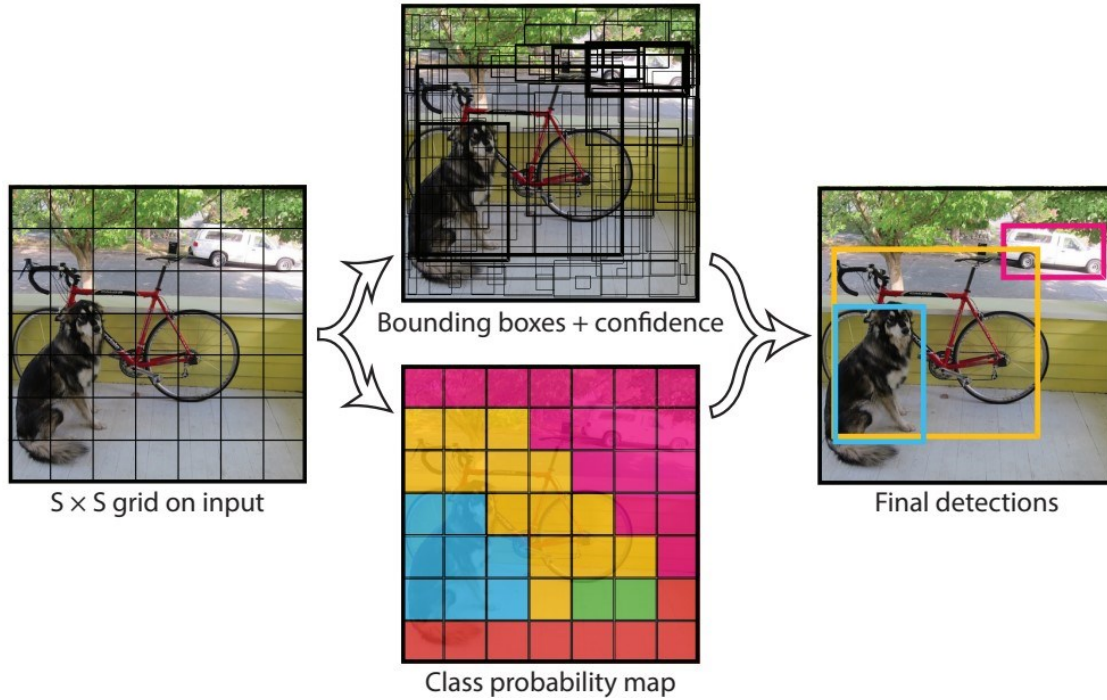 S × S grid on input
Bounding boxes + confidence
Class probability map
Final detections